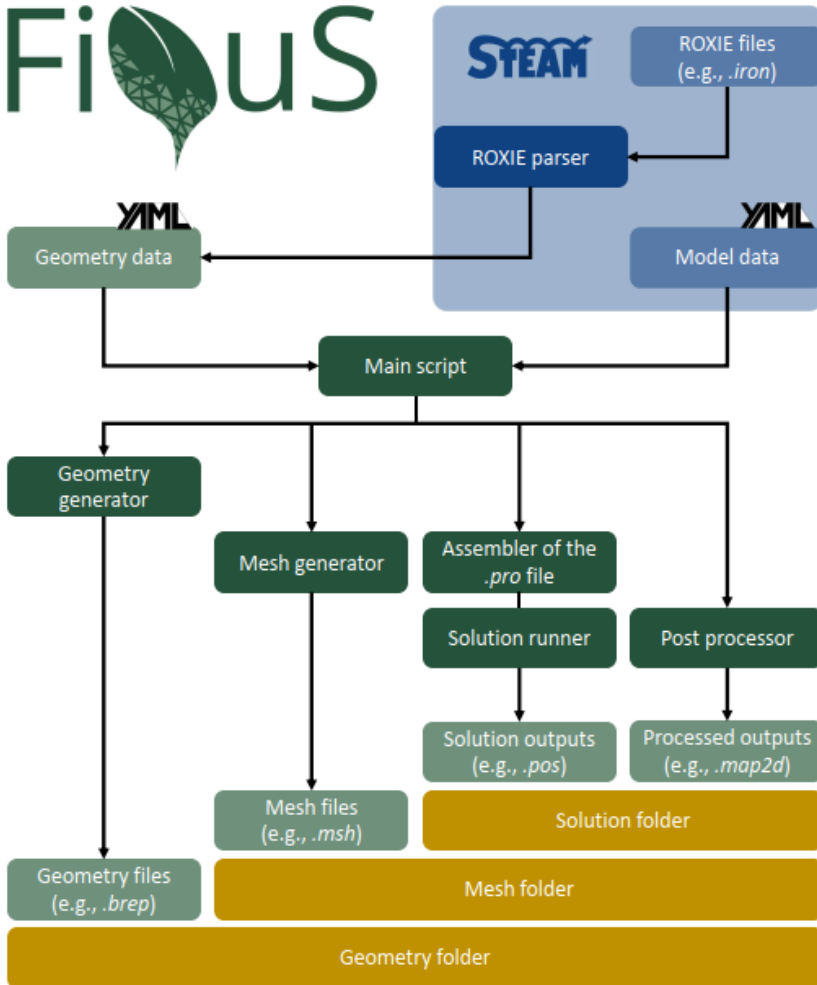 FiQuS
STEAM
ROXIE files
(e.g., .iron)
ROXIE parser
YAML
YAML
Geometry data
Model data
Main script
Geometry
generator
Mesh generator
Assembler of the
.pro file
Solution runner
Post processor
Solution outputs
(e.g., .pos)
Processed outputs
(e.g., .map2d)
Mesh files
(e.g., .msh)
Solution folder
Geometry files
(e.g., .brep)
Mesh folder
Geometry folder